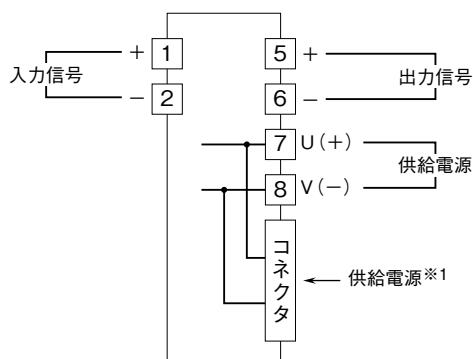 入力信号
+ 1
− 2
5 +
6 −
出力信号
7 U(+)
8 V(−)
供給電源
コネクタ
供給電源※1